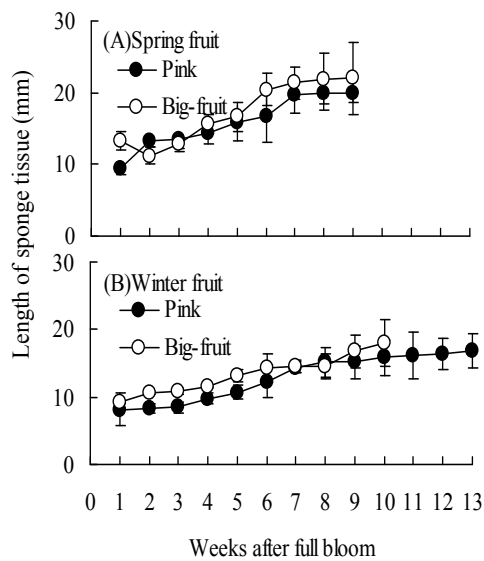 30
(A)Spring fruit
Pink
20
Big-fruit
10
0
30
(B)Winter fruit
Pink
20
Big-fruit
10
0
0 1 2 3 4 5 6 7 8 9 10 11 12 13
Weeks after full bloom
Length of sponge tissue (mm)